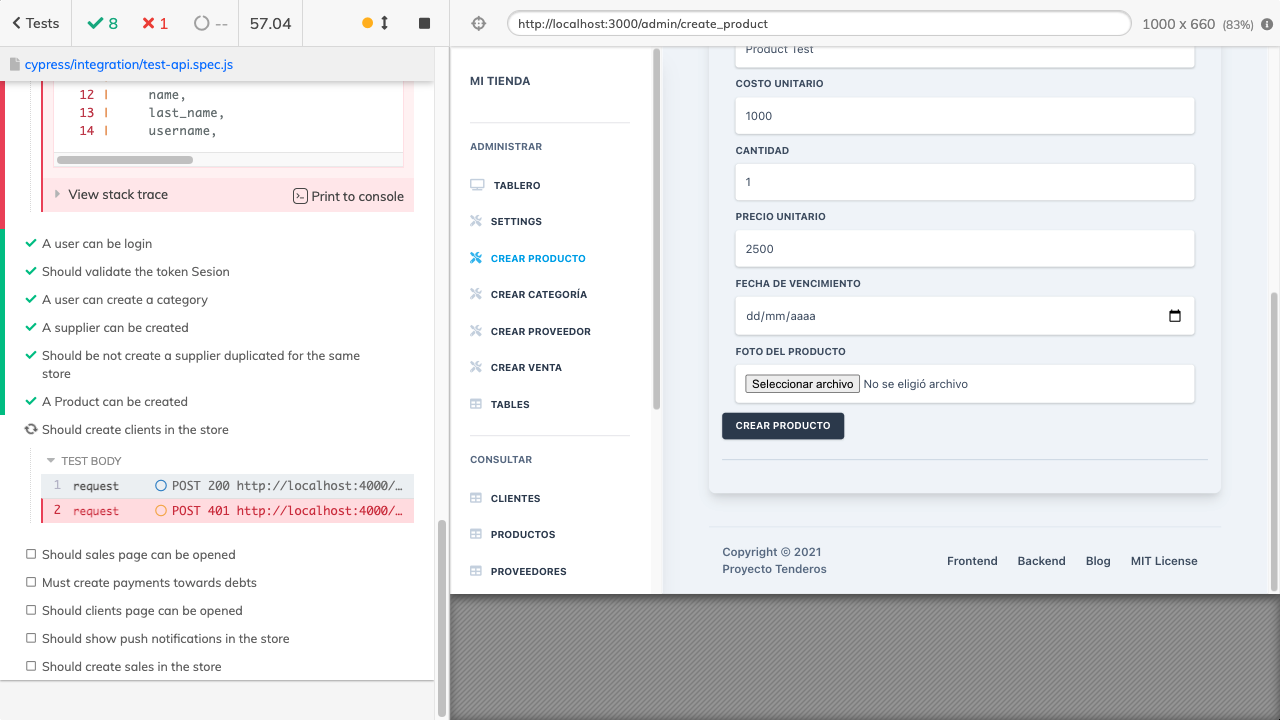 Tests
8
1
--
57.04
cypress/integration/test-api.spec.js
12 | name,
13 | last_name,
14 | username,
View stack trace
Print to console
A user can be login
Should validate the token Sesion
A user can create a category
A supplier can be created
Should be not create a supplier duplicated for the same
store
A Product can be created
Should create clients in the store
TEST BODY
1 request POST 200 http://localhost:4000/…
2 request POST 401 http://localhost:4000/…
Should sales page can be opened
Must create payments towards debts
Should clients page can be opened
Should show push notifications in the store
Should create sales in the store
http://localhost:3000/admin/create_product
1000 x 660 (83%)
MI TIENDA
ADMINISTRAR
TABLERO
SETTINGS
CREAR PRODUCTO
CREAR CATEGORÍA
CREAR PROVEEDOR
CREAR VENTA
TABLES
CONSULTAR
CLIENTES
PRODUCTOS
PROVEEDORES
Product Test
COSTO UNITARIO
1000
CANTIDAD
1
PRECIO UNITARIO
2500
FECHA DE VENCIMIENTO
dd/mm/aaaa
FOTO DEL PRODUCTO
Seleccionar archivo No se eligió archivo
CREAR PRODUCTO
Copyright © 2021
Proyecto Tenderos
Frontend Backend Blog MIT License